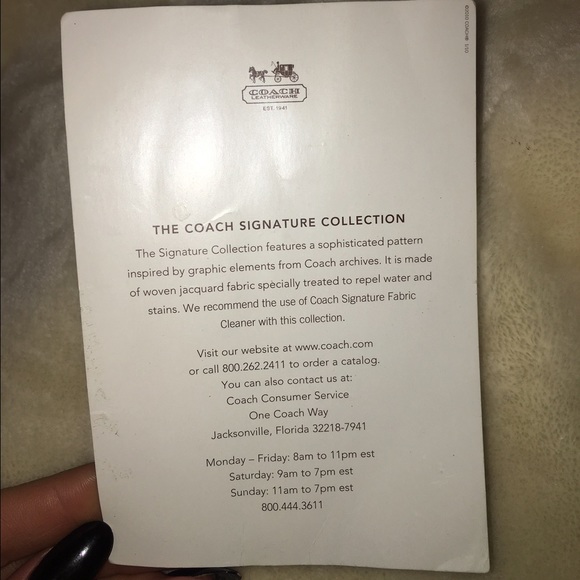 COACH
LEATHERWARE
EST. 1941
THE COACH SIGNATURE COLLECTION
The Signature Collection features a sophisticated pattern
inspired by graphic elements from Coach archives. It is made
of woven jacquard fabric specially treated to repel water and
stains. We recommend the use of Coach Signature Fabric
Cleaner with this collection.
Visit our website at www.coach.com
or call 800.262.2411 to order a catalog.
You can also contact us at:
Coach Consumer Service
One Coach Way
Jacksonville, Florida 32218-7941
Monday – Friday: 8am to 11pm est
Saturday: 9am to 7pm est
Sunday: 11am to 7pm est
800.444.3611